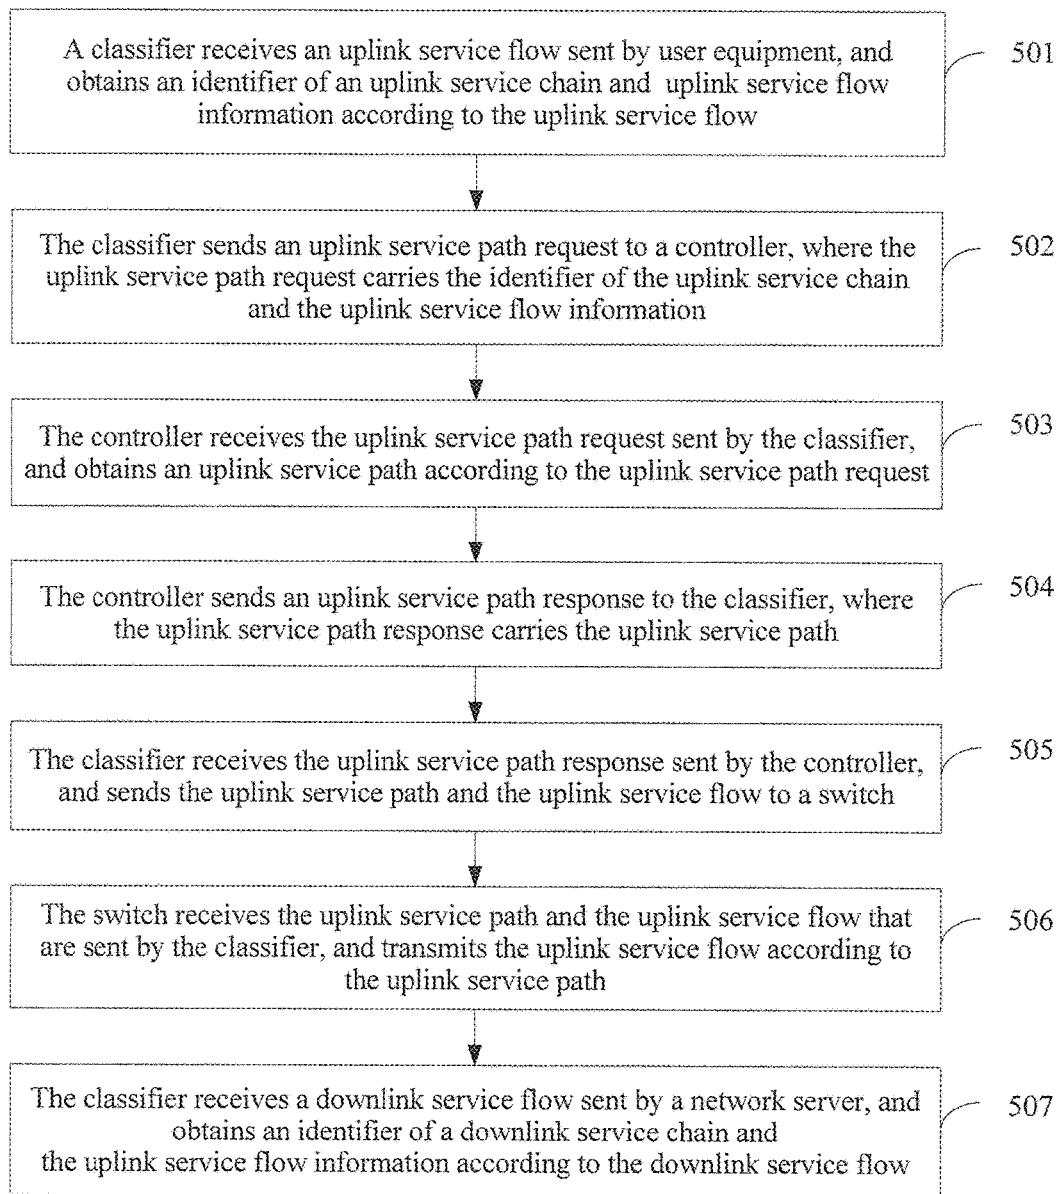 A classifier receives an uplink service flow sent by user equipment, and
obtains an identifier of an uplink service chain and uplink service flow
information according to the uplink service flow
501
The classifier sends an uplink service path request to a controller, where the
uplink service path request carries the identifier of the uplink service chain
and the uplink service flow information
502
The controller receives the uplink service path request sent by the classifier,
and obtains an uplink service path according to the uplink service path request
503
The controller sends an uplink service path response to the classifier, where
the uplink service path response carries the uplink service path
504
The classifier receives the uplink service path response sent by the controller,
and sends the uplink service path and the uplink service flow to a switch
505
The switch receives the uplink service path and the uplink service flow that
are sent by the classifier, and transmits the uplink service flow according to
the uplink service path
506
The classifier receives a downlink service flow sent by a network server, and
obtains an identifier of a downlink service chain and
the uplink service flow information according to the downlink service flow
507